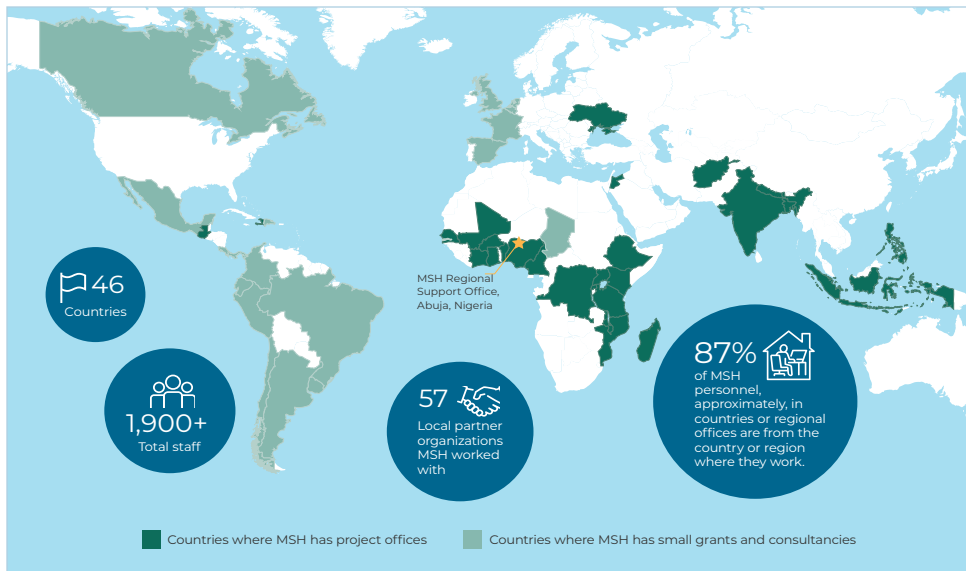 MSH Regional
Support Office,
Abuja, Nigeria
46
Countries
1,900+
Total staff
57
Local partner
organizations
MSH worked
with
87%
of MSH
personnel,
approximately, in
countries or regional
offices are from the
country or region
where they work.
Countries where MSH has project offices
Countries where MSH has small grants and consultancies